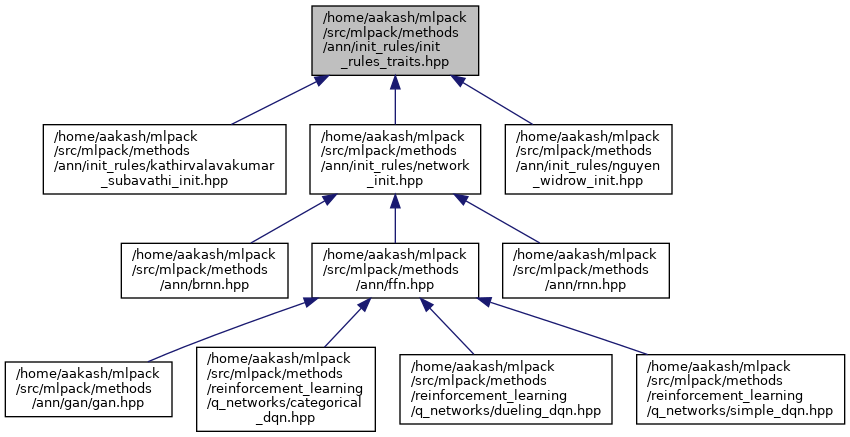 /home/aakash/mlpack
/src/mlpack/methods
/ann/init_rules/init
_rules_traits.hpp
/home/aakash/mlpack
/src/mlpack/methods
/ann/init_rules/kathirvalavakumar
_subavathi_init.hpp
/home/aakash/mlpack
/src/mlpack/methods
/ann/init_rules/network
_init.hpp
/home/aakash/mlpack
/src/mlpack/methods
/ann/init_rules/nguyen
_widrow_init.hpp
/home/aakash/mlpack
/src/mlpack/methods
/ann/brnn.hpp
/home/aakash/mlpack
/src/mlpack/methods
/ann/ffn.hpp
/home/aakash/mlpack
/src/mlpack/methods
/ann/rnn.hpp
/home/aakash/mlpack
/src/mlpack/methods
/ann/gan/gan.hpp
/home/aakash/mlpack
/src/mlpack/methods
/reinforcement_learning
/q_networks/categorical
_dqn.hpp
/home/aakash/mlpack
/src/mlpack/methods
/reinforcement_learning
/q_networks/dueling_dqn.hpp
/home/aakash/mlpack
/src/mlpack/methods
/reinforcement_learning
/q_networks/simple_dqn.hpp